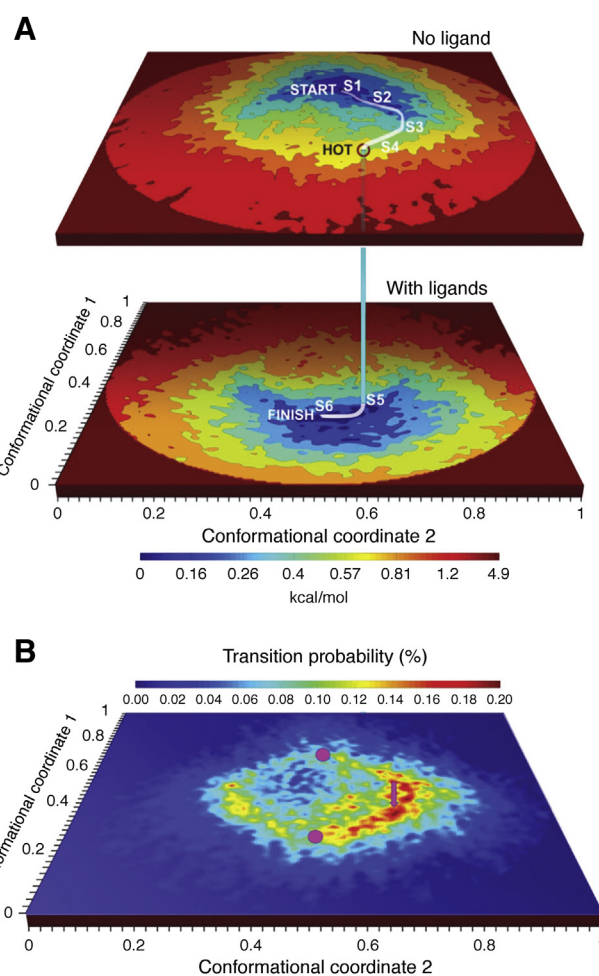 A
No ligand
START S1
S2
S3
HOT
S4
With ligands
Conformational coordinate 1
1
0.8
0.6
0.4
0.2
0
S5
S6
FINISH
0 0.2 0.4 0.6 0.8 1
Conformational coordinate 2
0 0.16 0.26 0.4 0.57 0.81 1.2 4.9
kcal/mol
B
Transition probability (%)
0.00 0.02 0.04 0.06 0.08 0.10 0.12 0.14 0.16 0.18 0.20
ormational coordinate 1
1
0.8
0.6
0.4
0.2
0
0 0.2 0.4 0.6 0.8
Conformational coordinate 2